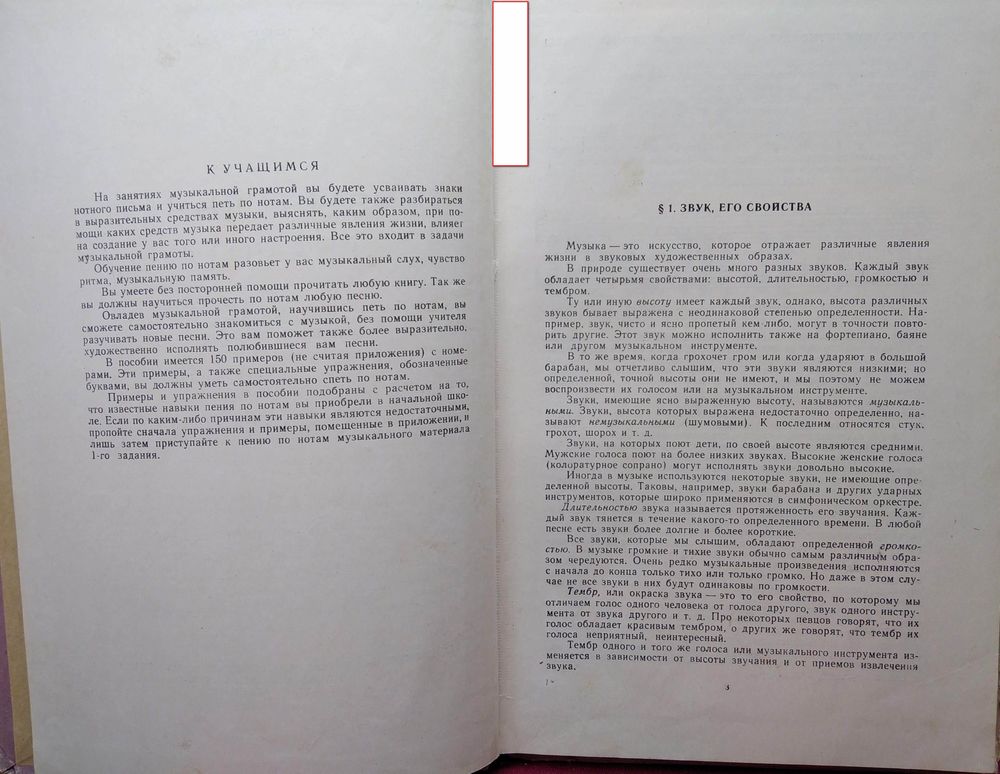 К УЧАЩИМСЯ
На занятиях музыкальной грамотой вы будете усваивать знаки
нотного письма и учиться петь по нотам. Вы будете также разбираться
в выразительных средствах музыки, выяснять, каким образом, при по-
мощи каких средств музыка передает различные явления жизни, влияет
на создание у вас того или иного настроения. Все это входит в задачи
музыкальной грамоты.
Обучение пению по нотам разовьет у вас музыкальный слух, чувство
ритма, музыкальную память.
Вы умеете без посторонней помощи прочитать любую книгу. Так же
вы должны научиться прочесть по нотам любую песню.
Овладев музыкальной грамотой, научившись петь по нотам, вы
сможете самостоятельно знакомиться с музыкой, без помощи учителя
разучивать новые песни. Это вам поможет также более выразительно,
художественно исполнять полюбившиеся вам песни.
В пособии имеется 150 примеров (не считая приложения) с номе-
рами. Эти примеры, а также специальные упражнения, обозначенные
буквами, вы должны уметь самостоятельно спеть по нотам.
Примеры и упражнения в пособии подобраны с расчетом на то,
что известные навыки пения по нотам вы приобрели в начальной шко-
ле. Если по каким-либо причинам эти навыки являются недостаточными,
пропойте сначала упражнения и примеры, помещенные в приложении, и
лишь затем приступайте к пению по нотам музыкального материала
1-го задания.
§ 1. ЗВУК, ЕГО СВОЙСТВА
Музыка — это искусство, которое отражает различные явления
жизни в звуковых художественных образах.
В природе существует очень много разных звуков. Каждый звук
обладает четырьмя свойствами: высотой, длительностью, громкостью и
тембром.
Ту или иную высоту имеет каждый звук, однако, высота различных
звуков бывает выражена с неодинаковой степенью определенности. На-
пример, звук, чисто и ясно пропетый кем-либо, могут в точности повто-
рить другие. Этот звук можно исполнить также на фортепиано, баяне
или другом музыкальном инструменте.
В то же время, когда грохочет гром или когда ударяют в большой
барабан, мы отчетливо слышим, что эти звуки являются низкими; но
определенной, точной высоты они не имеют, и мы поэтому не можем
воспроизвести их голосом или на музыкальном инструменте.
Звуки, имеющие ясно выраженную высоту, называются музыкаль-
ными. Звуки, высота которых выражена недостаточно определенно, на-
зывают немузыкальными (шумовыми). К последним относятся стук,
грохот, шорох и т. д.
Звуки, на которых поют дети, по своей высоте являются средними.
Мужские голоса поют на более низких звуках. Высокие женские голоса
(колоратурное сопрано) могут исполнять звуки довольно высокие.
Иногда в музыке используются некоторые звуки, не имеющие опре-
деленной высоты. Таковы, например, звуки барабана и других ударных
инструментов, которые широко применяются в симфоническом оркестре.
Длительностью звука называется протяженность его звучания. Каж-
дый звук тянется в течение какого-то определенного времени. В любой
песне есть звуки более долгие и более короткие.
Все звуки, которые мы слышим, обладают определенной громко-
стью. В музыке громкие и тихие звуки обычно самым различным обра-
зом чередуются. Очень редко музыкальные произведения исполняются
с начала до конца только тихо или только громко. Но даже в этом слу-
чае не все звуки в них будут одинаковы по громкости.
Тембр, или окраска звука — это то его свойство, по которому мы
отличаем голос одного человека от голоса другого, звук одного инстру-
мента от звука другого и т. д. Про некоторых певцов говорят, что их
голос обладает красивым тембром, о других же говорят, что тембр их
голоса неприятный, неинтересный.
Тембр одного и того же голоса или музыкального инструмента из-
меняется в зависимости от высоты звучания и от приемов извлечения
звука.
1*
3